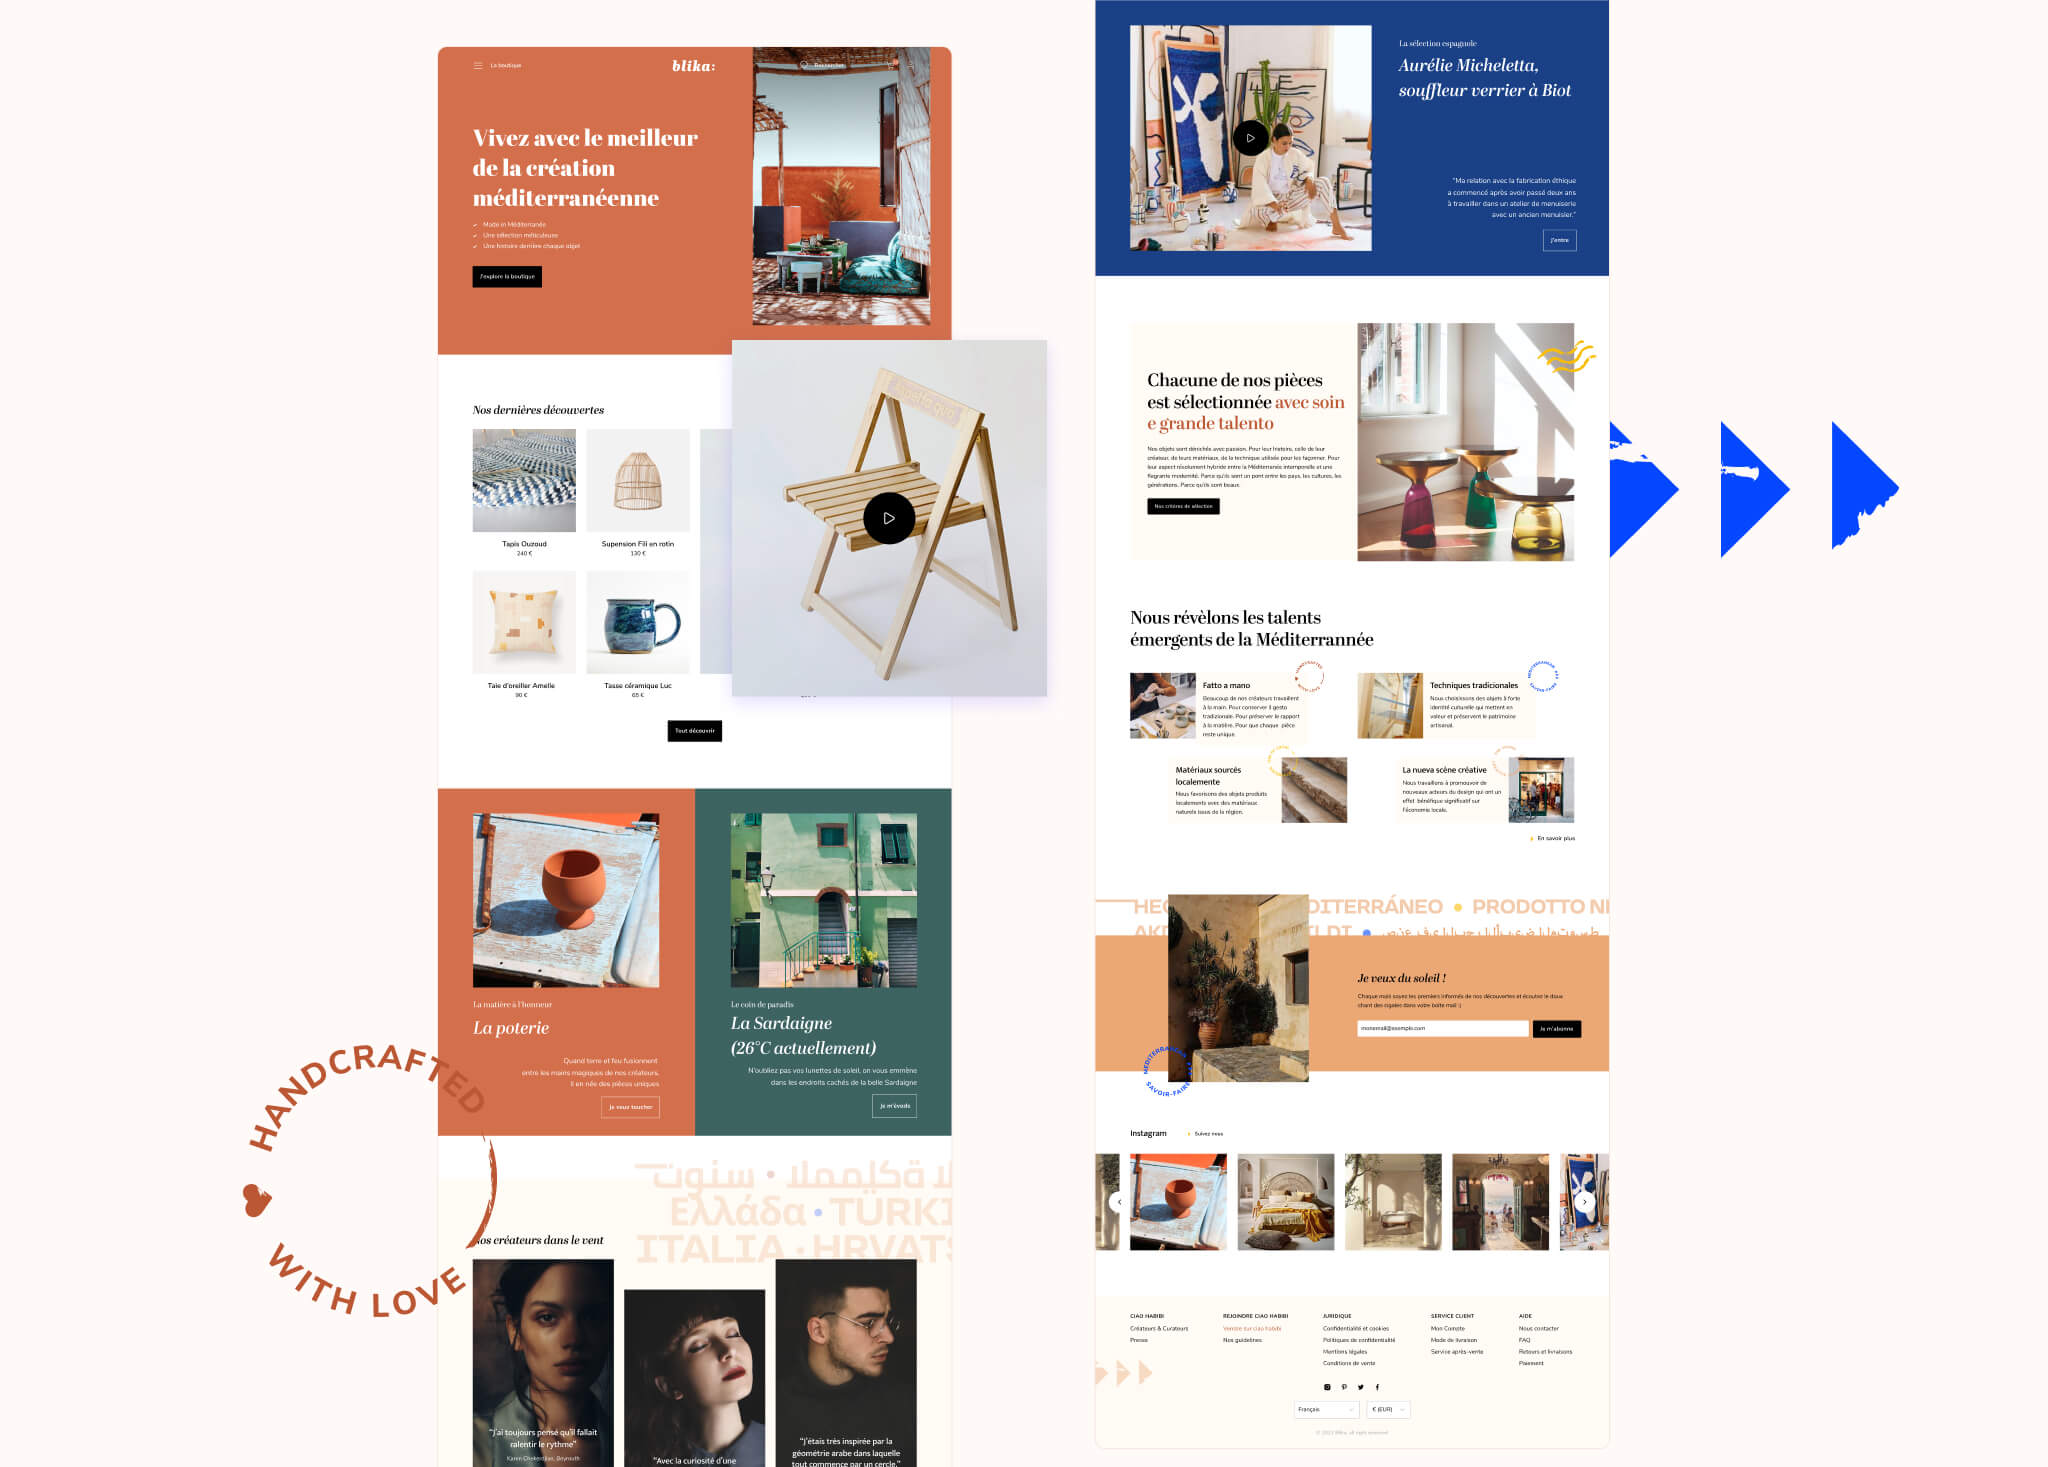 La boutique
blika:
Rechercher
Vivez avec le meilleur
de la création
méditerranéenne
Made in Méditerranée
Une sélection méticuleuse
Une histoire derrière chaque objet
J'explore la boutique
Nos dernières découvertes
Tapis Ouzoud
240 €
Supension Fili en rotin
130 €
Taie d'oreiller Amelie
90 €
Tasse céramique Luc
65 €
Tout découvrir
La matière à l'honneur
La poterie
Quand terre et feu fusionnent
entre les mains magiques de nos créateurs,
il en née des pièces uniques
Je veux toucher
Le coin de paradis
La Sardaigne
(26°C actuellement)
N'oubliez pas vos lunettes de soleil, on vous emmène
dans les endroits cachés de la belle Sardaigne
Je m'évade
HANDCRAFTED
WITH LOVE
Ελλάδα • TÜRKI
ITALIA • HRVATS
Nos créateurs dans le vent
"J'ai toujours pensé qu'il fallait
ralentir le rythme"
Karen Chekerdjian, Beyrouth
"Avec la curiosité d'une
"J'étais très inspirée par la
géométrie arabe dans laquelle
tout commence par un cercle."
La sélection espagnole
Aurélie Micheletta,
souffleur verrier à Biot
"Ma relation avec la fabrication éthique
a commencé après avoir passé deux ans
à travailler dans un atelier de menuiserie
avec un ancien menuisier."
J'entre
Chacune de nos pièces
est sélectionnée avec soin
e grande talento
Nos objets sont dénichés avec passion. Pour leur histoire, celle de leur
créateur, de leurs matériaux, de la technique utilisée pour les façonner. Pour
leur aspect résolument hybride entre la Méditerranée intemporelle et une
flagrante modernité. Parce qu'ils sont un pont entre les pays, les cultures, les
générations. Parce qu'ils sont beaux.
Nos critères de sélection
Nous révèlons les talents
émergents de la Méditerrannée
HANDCRAFTED
WITH LOVE
Fatto a mano
Beaucoup de nos créateurs travaillent
à la main. Pour conserver il gesto
tradizionale. Pour préserver le rapport
à la matière. Pour que chaque pièce
reste unique.
MEDITERRANEAN
SAVOIR-FAIRE
Techniques tradicionales
Nous choisissons des objets à forte
identité culturelle qui mettent en
valeur et préservent le patrimoine
artisanal.
Matériaux sourcés
localemente
Nous favorisons des objets produits
localements avec des matériaux
naturels issus de la région.
La nueva scène créative
Nous travaillons à promouvoir de
nouveaux acteurs du design qui ont un
effet bénéfique significatif sur
l'économie locale.
En savoir plus
DITERRÁNEO • PRODOTTO NE
Je veux du soleil !
Chaque mois soyez les premiers informés de nos découvertes et écoutez le doux
chant des cigales dans votre boîte mail :)
monemail@exemple.com
Je m'abonne
MEDITERRANEAN
SAVOIR-FAIRE
Instagram
Suivez nous
CIAO HABIBI
Créateurs & Curateurs
Presse
REJOINDRE CIAO HABIBI
Vendre sur ciao habibi
Nos guidelines
JURIDIQUE
Confidentialité et cookies
Politiques de confidentialité
Mentions légales
Conditions de vente
SERVICE CLIENT
Mon Compte
Mode de livraison
Service après-vente
AIDE
Nous contacter
FAQ
Retours et livraisons
Paiement
Français
€ (EUR)
© 2023 Blika, all right reserved